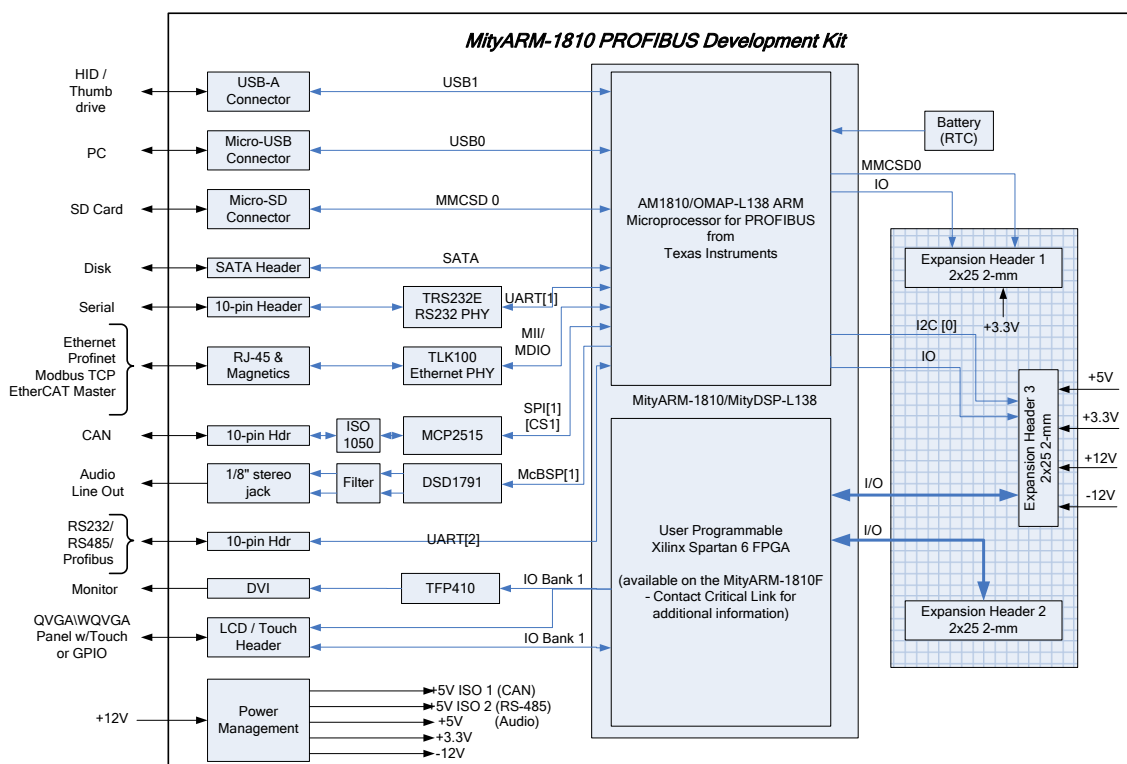 MityARM-1810 PROFIBUS Development Kit
HID /
Thumb
drive
USB-A
Connector
USB1
PC
Micro-USB
Connector
USB0
SD Card
Micro-SD
Connector
MMCSD 0
Disk
SATA Header
SATA
Serial
10-pin Header
TRS232E
RS232 PHY
UART[1]
Ethernet
Profinet
Modbus TCP
EtherCAT Master
RJ-45 &
Magnetics
TLK100
Ethernet PHY
MII/
MDIO
CAN
10-pin Hdr
ISO
1050
MCP2515
SPI[1]
[CS1]
Audio
Line Out
1/8" stereo
jack
Filter
DSD1791
McBSP[1]
RS232/
RS485/
Profibus
10-pin Hdr
UART[2]
Monitor
DVI
TFP410
IO Bank 1
QVGA\WQVGA
Panel w/Touch
or GPIO
LCD / Touch
Header
IO Bank 1
+12V
Power
Management
+5V ISO 1 (CAN)
+5V ISO 2 (RS-485)
+5V (Audio)
+3.3V
-12V
AM1810/OMAP-L138 ARM
Microprocessor for PROFIBUS
from
Texas Instruments
MityARM-1810/MityDSP-L138
User Programmable
Xilinx Spartan 6 FPGA
(available on the MityARM-1810F
- Contact Critical Link for
additional information)
Battery
(RTC)
MMCSD0
IO
Expansion Header 1
2x25 2-mm
+3.3V
I2C [0]
IO
Expansion Header 3
2x25 2-mm
+5V
+3.3V
+12V
-12V
I/O
I/O
Expansion Header 2
2x25 2-mm